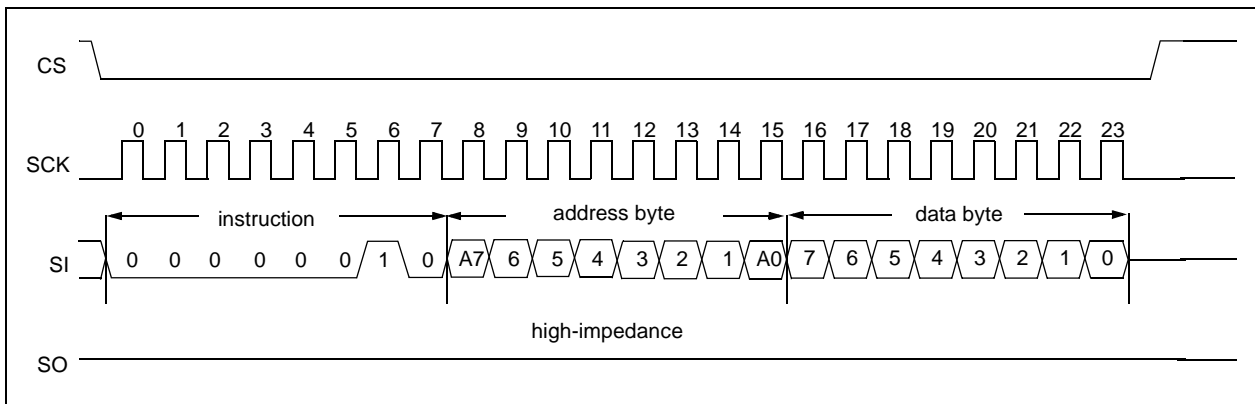 CS
0 1 2 3 4 5 6 7 8 9 10 11 12 13 14 15 16 17 18 19 20 21 22 23
SCK
instruction address byte data byte
SI 0 0 0 0 0 0 1 0 A7 6 5 4 3 2 1 A0 7 6 5 4 3 2 1 0
high-impedance
SO